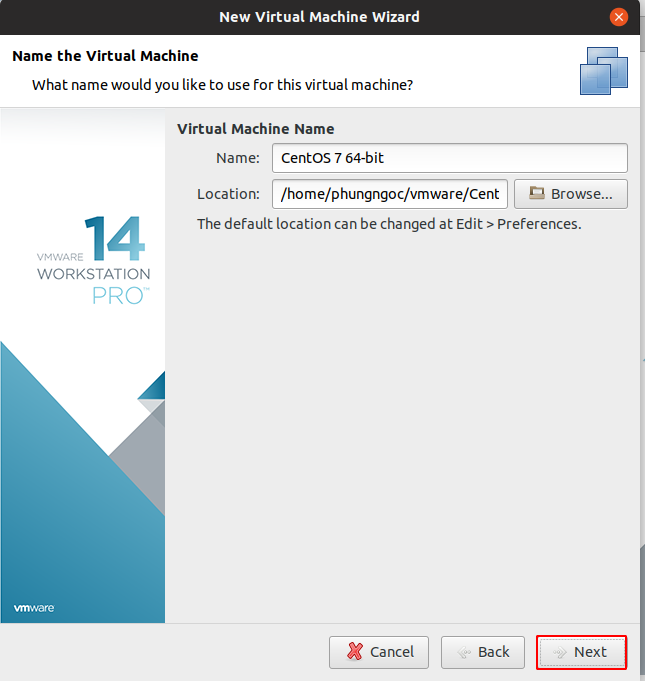 New Virtual Machine Wizard
Name the Virtual Machine
What name would you like to use for this virtual machine?
Virtual Machine Name
Name: CentOS 7 64-bit
Location: /home/phungngoc/vmware/Cent Browse...
The default location can be changed at Edit > Preferences.
VMWARE 14
WORKSTATION
PRO™
vmware
Cancel Back Next